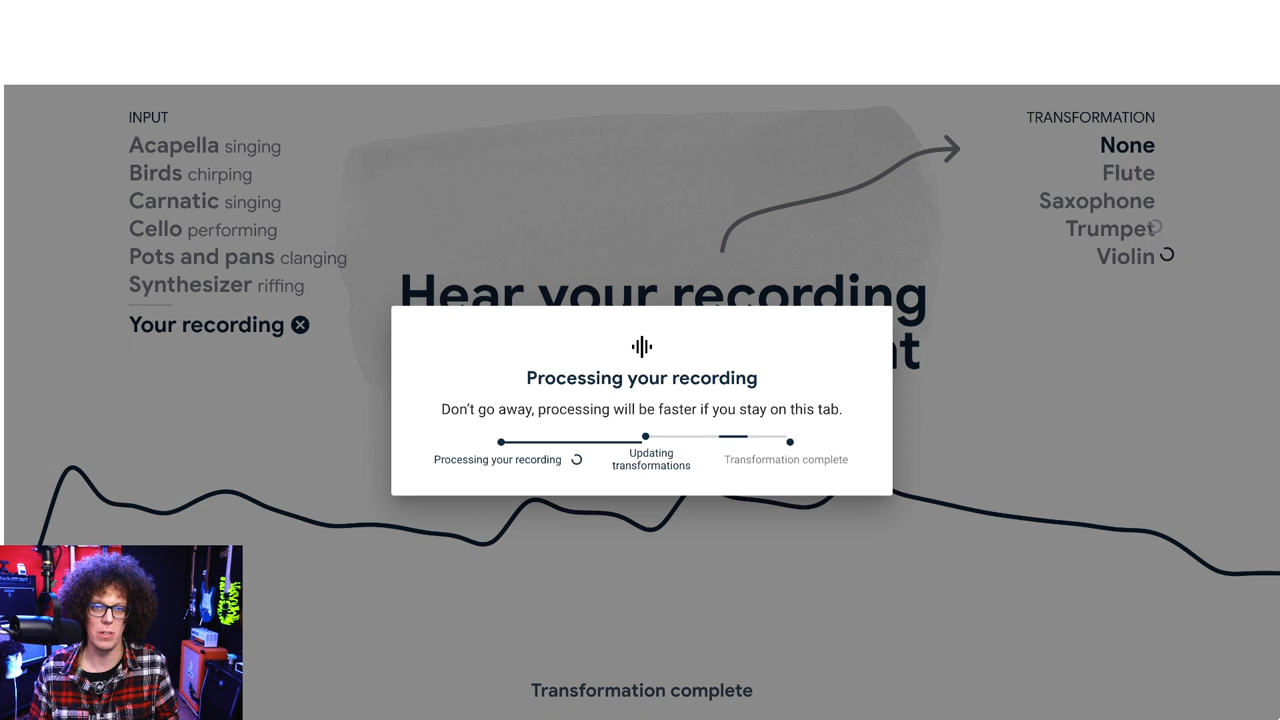 INPUT
Acapella singing
Birds chirping
Carnatic singing
Cello performing
Pots and pans clanging
Synthesizer riffing
Your recording
TRANSFORMATION
None
Flute
Saxophone
Trumpet
Violin
Hear your recording
Processing your recording
Don't go away, processing will be faster if you stay on this tab.
Processing your recording
Updating
transformations
Transformation complete
Transformation complete